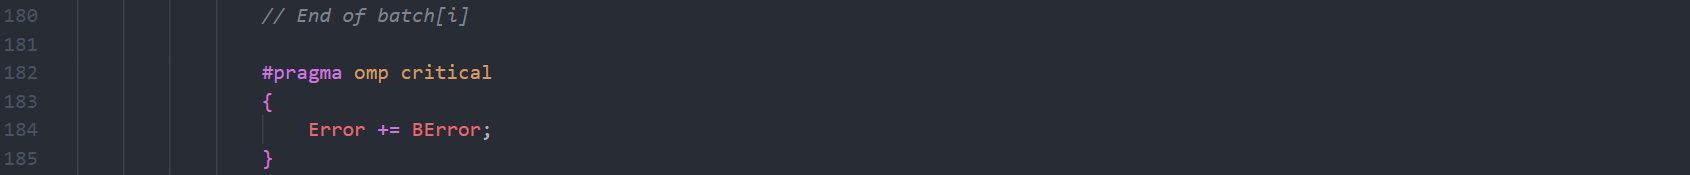 180 // End of batch[i]
181
182 #pragma omp critical
183 {
184 Error += BError;
185 }